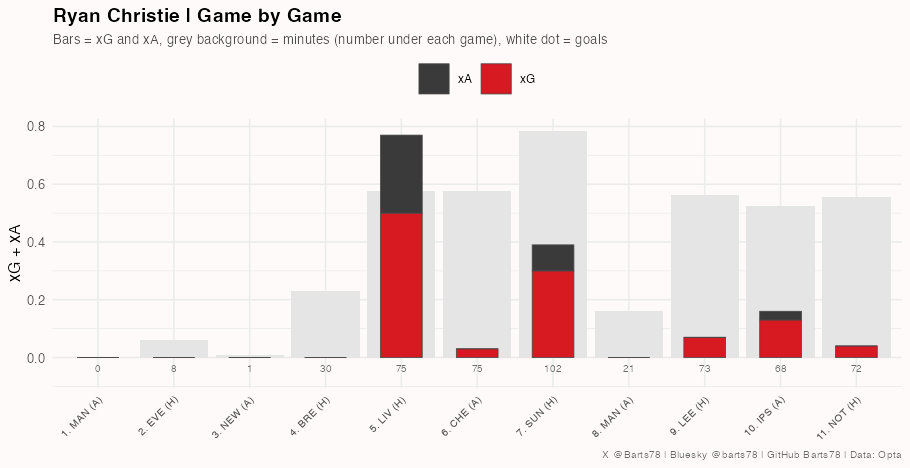 Ryan Christie | Game by Game
Bars = xG and xA, grey background = minutes (number under each game), white dot = goals
xA xG
xG + xA
0.8
0.6
0.4
0.2
0.0
0 8 1 30 75 75 102 21 73 68 72
1. MAN (A)
2. EVE (H)
3. NEW (A)
4. BRE (H)
5. LIV (H)
6. CHE (A)
7. SUN (H)
8. MAN (A)
9. LEE (H)
10. IPS (A)
11. NOT (H)
X @Barts78 | Bluesky @barts78 | GitHub Barts78 | Data: Opta